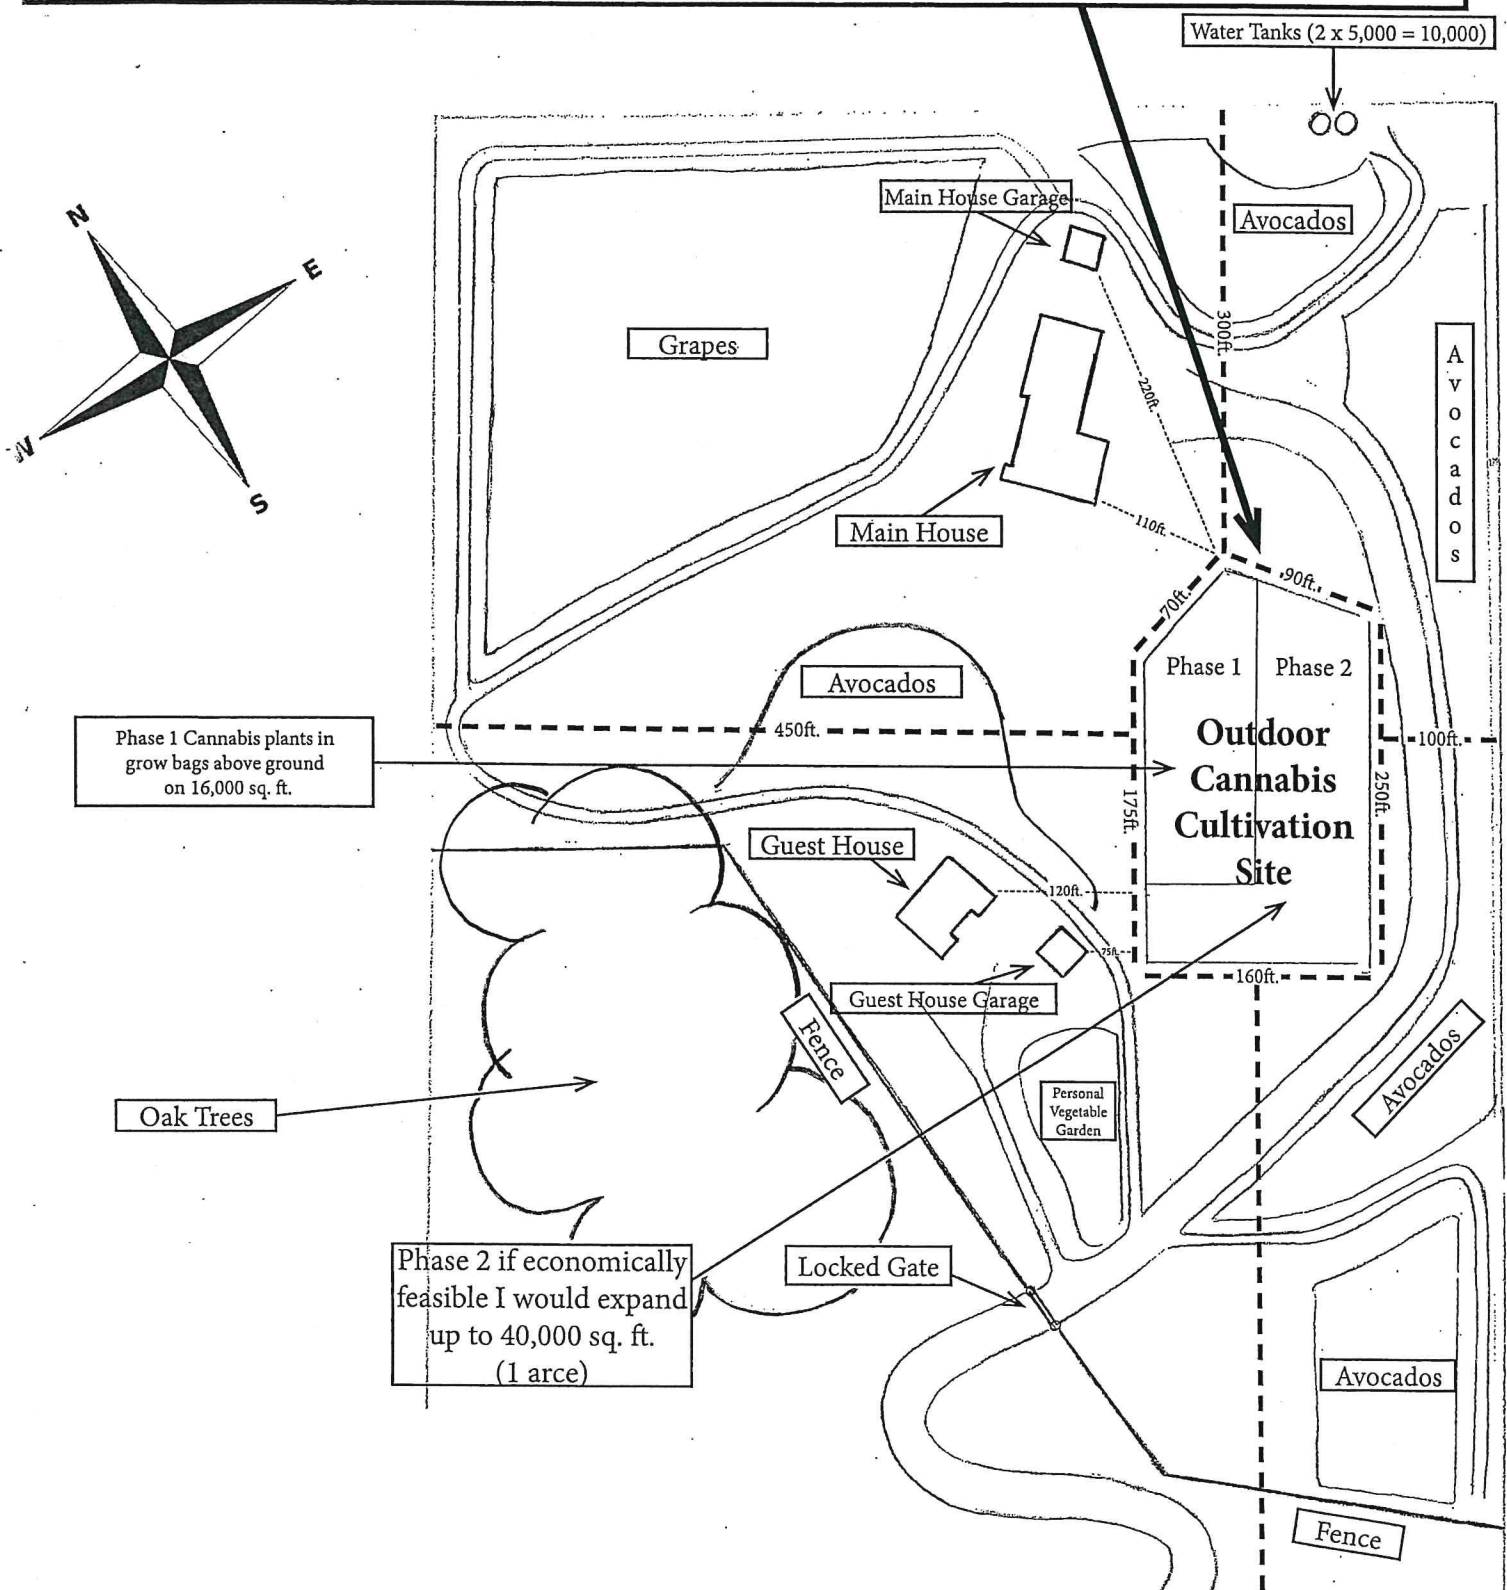 Water Tanks (2 x 5,000 = 10,000)
Main House Garage
Avocados
N
E
W
S
300ft.
Grapes
220ft.
Avocados
Main House
110ft.
90ft.
70ft.
Phase 1
Phase 2
Avocados
Phase 1 Cannabis plants in
grow bags above ground
on 16,000 sq. ft.
450ft.
Outdoor
Cannabis
Cultivation
Site
100ft.
175ft.
250ft.
Guest House
120ft.
75ft.
160ft.
Guest House Garage
Fence
Personal
Vegetable
Garden
Avocados
Oak Trees
Phase 2 if economically
feasible I would expand
up to 40,000 sq. ft.
(1 arce)
Locked Gate
Avocados
Fence